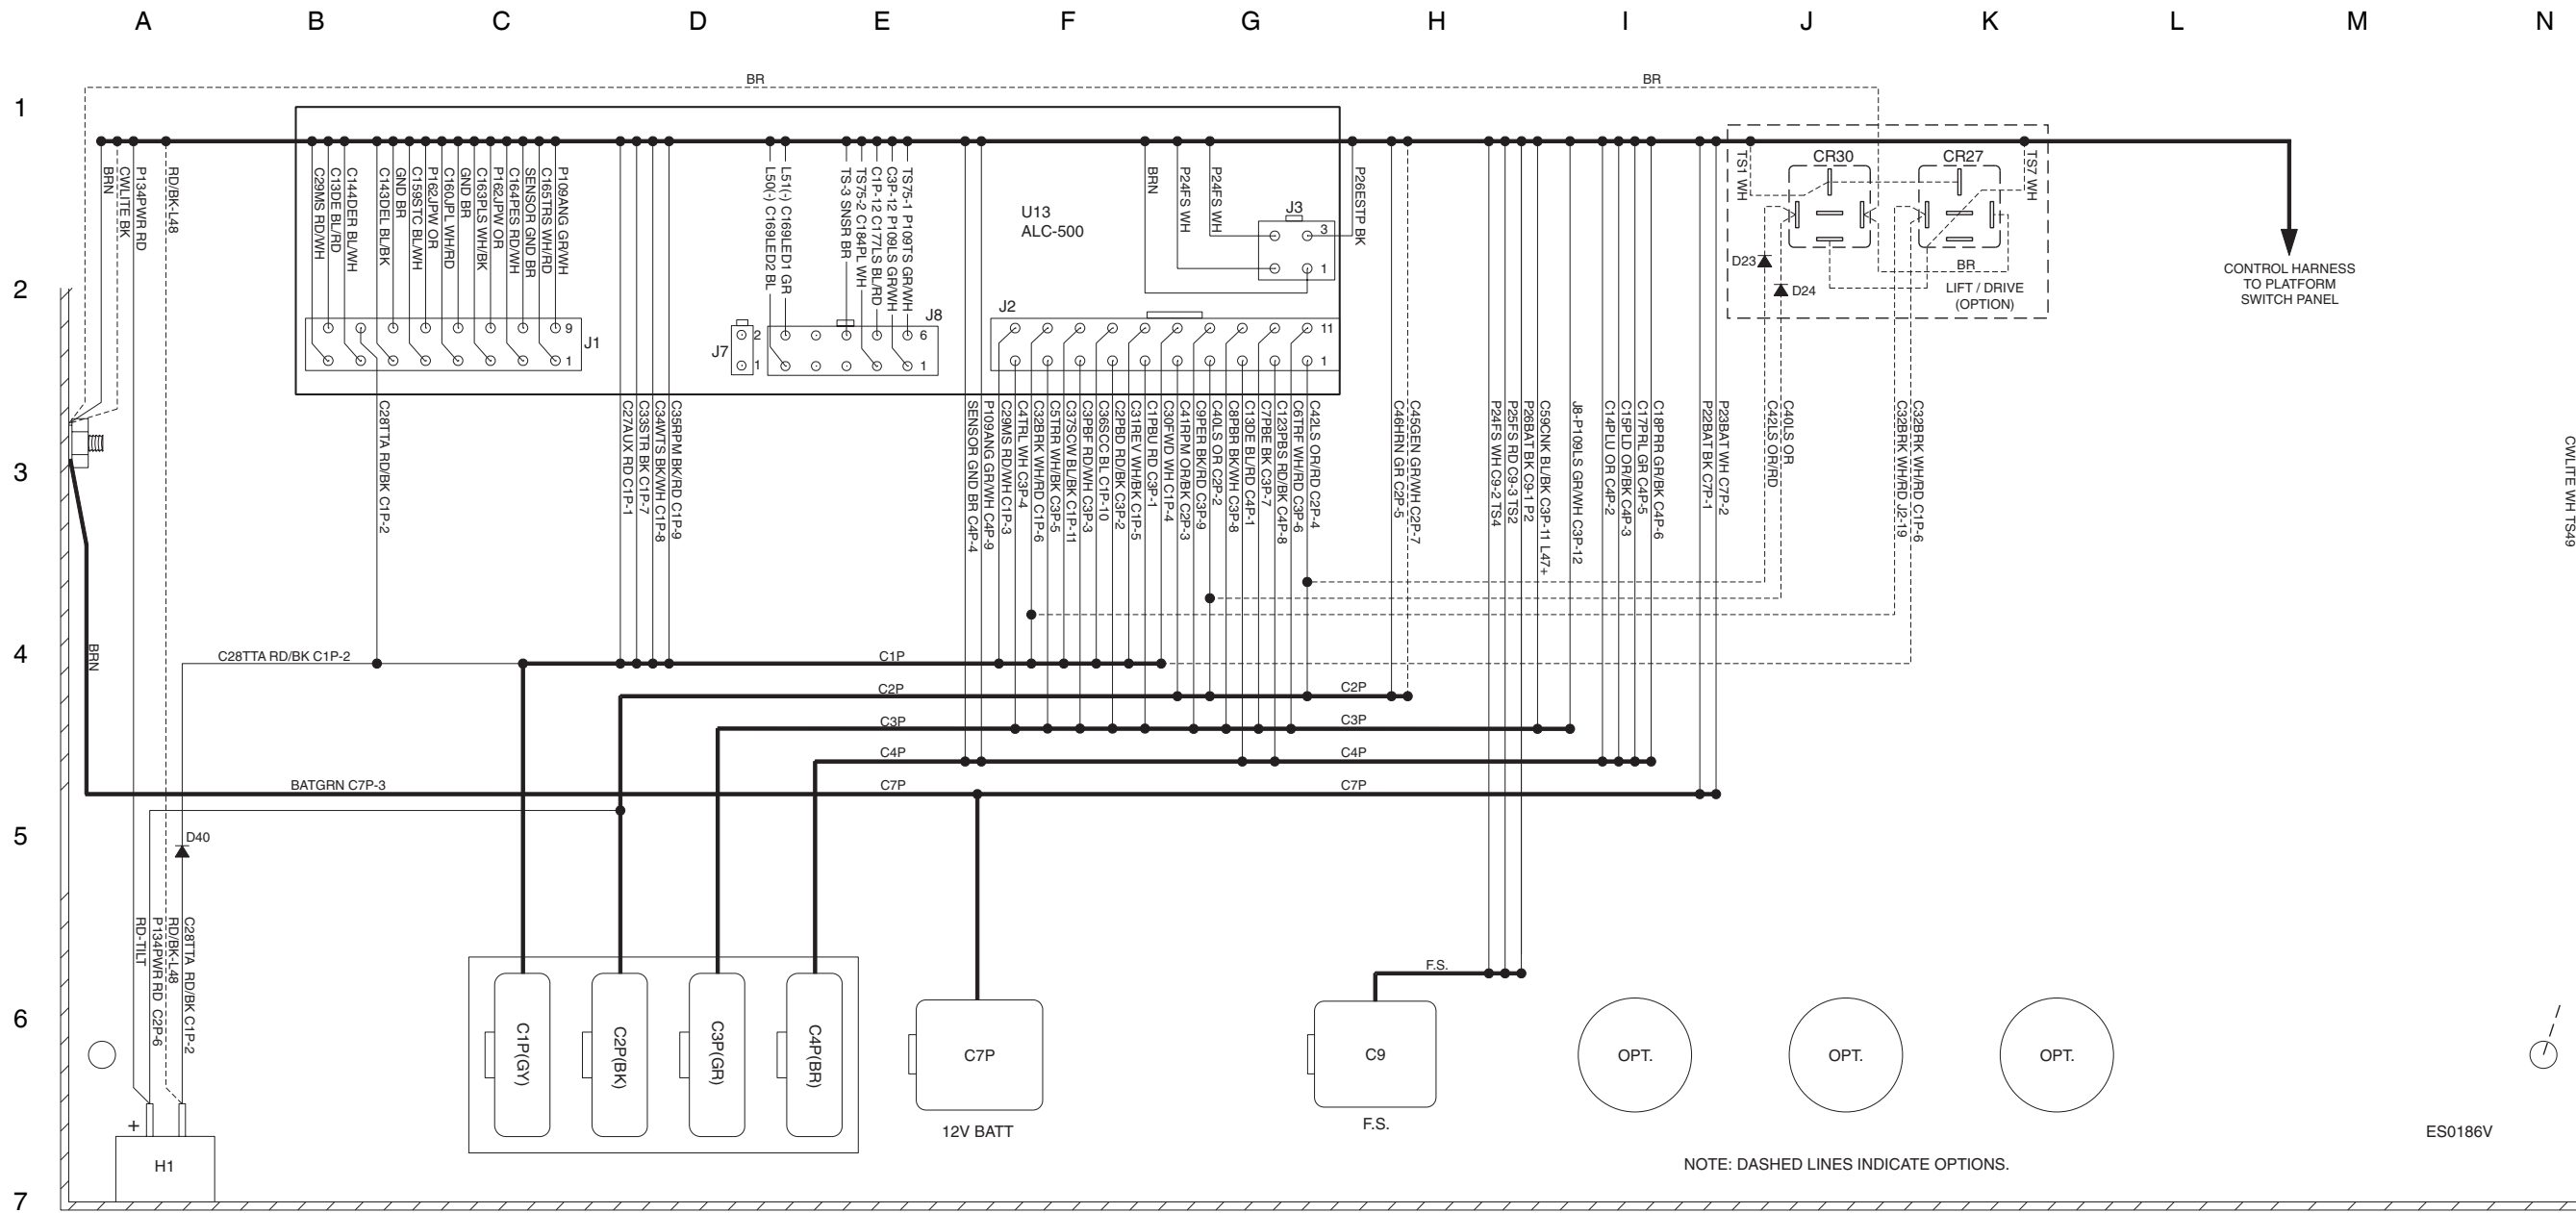 A B C D E F G H I J K L M N
1
2
3
4
5
6
7
BR
BR
BRN
CWLITE BK
P134PWR RD
RD/BK-L48
C29MS RD/WH
C13DE BL/RD
C144DER BL/WH
C143DEL BL/BK
GND BR
C159STC BL/WH
P162JPW OR
C160JPL WH/RD
GND BR
C163PLS WH/BK
P162JPW OR
C164PES RD/WH
SENSOR GND BR
C165TRS WH/RD
P109ANG GR/WH
9
1
J1
L50(-) C169LED2 BL
L51(-) C169LED1 GR
TS-3 SNSR BR
TS75-2 C184PL WH
C1P-12 C177LS BL/RD
C3P-12 P109LS GR/WH
TS75-1 P109TS GR/WH
J7
2
1
J8
6
1
U13
ALC-500
BRN
P24FS WH
P24FS WH
J3
3
1
P26ESTP BK
J2
11
1
TS1 WH
CR30
CR27
TS7 WH
D23
D24
BR
LIFT / DRIVE
(OPTION)
CONTROL HARNESS
TO PLATFORM
SWITCH PANEL
C28TTA RD/BK C1P-2
C27AUX RD C1P-1
C33STR BK C1P-7
C34WTS BK/WH C1P-8
C35RPM BK/RD C1P-9
SENSOR GND BR C4P-4
P109ANG GR/WH C4P-9
C29MS RD/WH C1P-3
C4TRL WH C3P-4
C32BRK WH/RD C1P-6
C5TRR WH/BK C3P-5
C37SCW BL/BK C1P-11
C3PBF RD/WH C3P-3
C36SCC BL C1P-10
C2PBD RD/BK C3P-2
C31REV WH/BK C1P-5
C1PBU RD C3P-1
C30FWD WH C1P-4
C41RPM OR/BK C2P-3
C9PER BK/RD C3P-9
C40LS OR C2P-2
C8PBR BK/WH C3P-8
C13DE BL/RD C4P-1
C7PBE BK C3P-7
C123PBS RD/BK C4P-8
C6TRF WH/RD C3P-6
C42LS OR/RD C2P-4
C46HRN GR C2P-5
C45GEN GR/WH C2P-7
P24FS WH C9-2 TS4
P25FS RD C9-3 TS2
P26BAT BK C9-1 P2
C59CNK BL/BK C3P-11 L47+
J8-P109LS GR/WH C3P-12
C14PLU OR C4P-2
C15PLD OR/BK C4P-3
C17PRL GR C4P-5
C18PRR GR/BK C4P-6
P22BAT BK C7P-1
P23BAT WH C7P-2
C42LS OR/RD
C40LS OR
C32BRK WH/RD J2-19
C32BRK WH/RD C1P-6
CWLITE WH TS49
BRN
C28TTA RD/BK C1P-2
C1P
C2P
C2P
C3P
C3P
C4P
C4P
BATGRN C7P-3
C7P
C7P
D40
RD-TILT
P134PWR RD C2P-6
RD/BK-L48
C28TTA RD/BK C1P-2
F.S.
C1P(GY)
C2P(BK)
C3P(GR)
C4P(BR)
C7P
C9
OPT.
OPT.
OPT.
+
H1
12V BATT
F.S.
ES0186V
NOTE: DASHED LINES INDICATE OPTIONS.